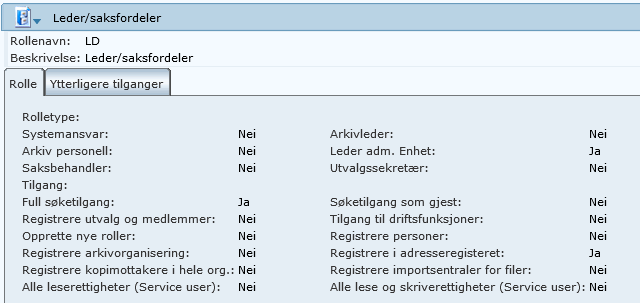 Leder/saksfordeler
Rollenavn: LD
Beskrivelse: Leder/saksfordeler
Rolle Ytterligere tilganger
Rolletype:
Systemansvar: Nei Arkivleder: Nei
Arkiv personell: Nei Leder adm. Enhet: Ja
Saksbehandler: Nei Utvalgssekretær: Nei
Tilgang:
Full søketilgang: Ja Søketilgang som gjest: Nei
Registrere utvalg og medlemmer: Nei Tilgang til driftsfunksjoner: Nei
Opprette nye roller: Nei Registrere personer: Nei
Registrere arkivorganisering: Nei Registrere i adresseregisteret: Ja
Registrere kopimottakere i hele org.: Nei Registrere importsentraler for filer: Nei
Alle leserettigheter (Service user): Nei Alle lese og skriverettigheter (Service user): Nei